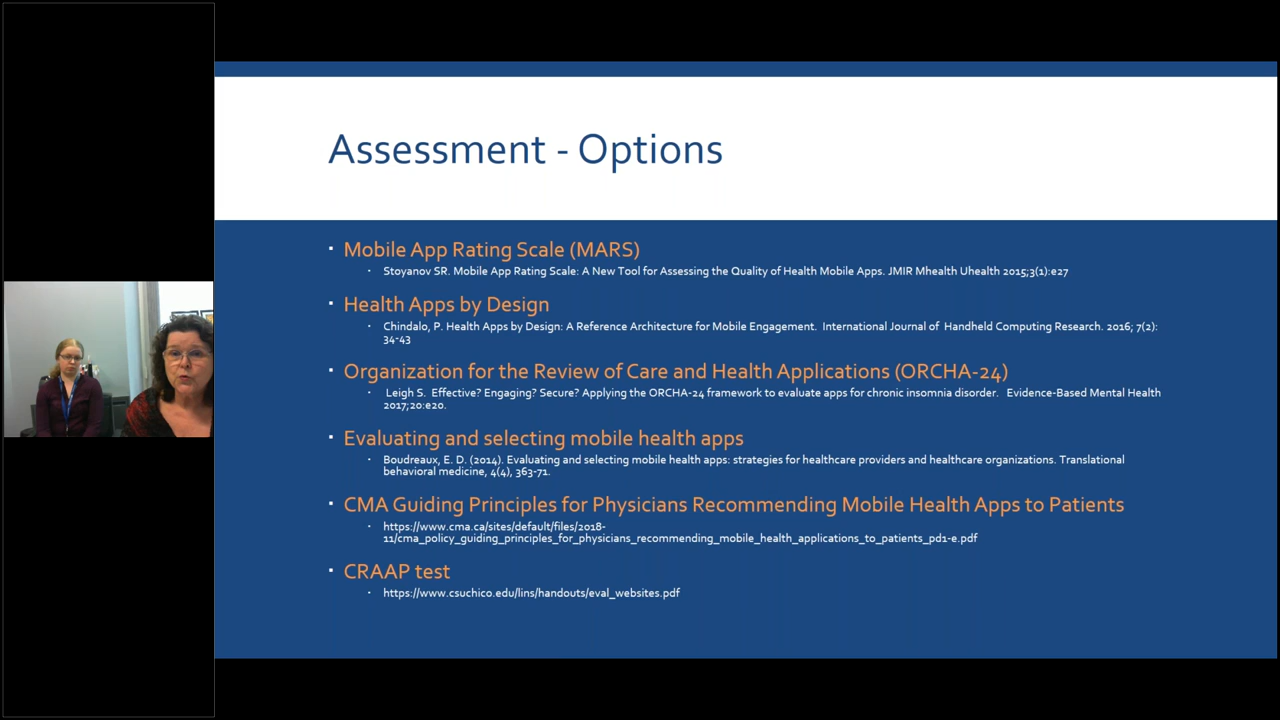 Assessment - Options
▪ Mobile App Rating Scale (MARS)
• Stoyanov SR. Mobile App Rating Scale: A New Tool for Assessing the Quality of Health Mobile Apps. JMIR Mhealth Uhealth 2015;3(1):e27
▪ Health Apps by Design
• Chindalo, P. Health Apps by Design: A Reference Architecture for Mobile Engagement. International Journal of Handheld Computing Research. 2016; 7(2):
34-43
▪ Organization for the Review of Care and Health Applications (ORCHA-24)
• Leigh S. Effective? Engaging? Secure? Applying the ORCHA-24 framework to evaluate apps for chronic insomnia disorder. Evidence-Based Mental Health
2017;20:e20.
▪ Evaluating and selecting mobile health apps
• Boudreaux, E. D. (2014). Evaluating and selecting mobile health apps: strategies for healthcare providers and healthcare organizations. Translational
behavioral medicine, 4(4), 363-71.
▪ CMA Guiding Principles for Physicians Recommending Mobile Health Apps to Patients
• https://www.cma.ca/sites/default/files/2018-
11/cma_policy_guiding_principles_for_physicians_recommending_mobile_health_applications_to_patients_pd1-e.pdf
▪ CRAAP test
• https://www.csuchico.edu/lins/handouts/eval_websites.pdf